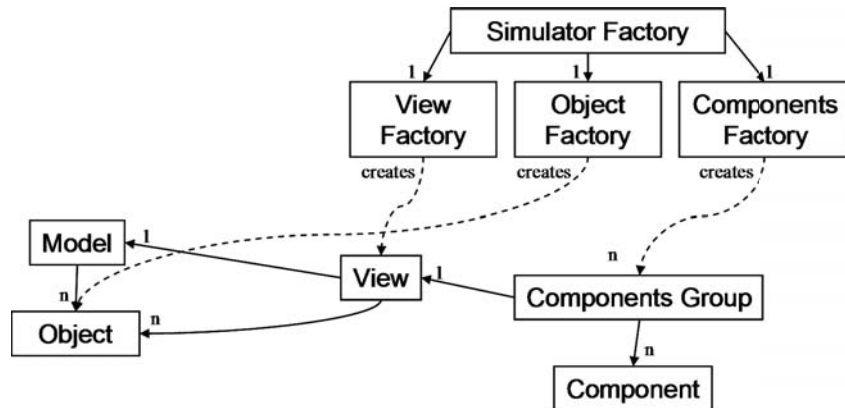 Simulator Factory
1
1
1
View
Factory
Object
Factory
Components
Factory
creates
creates
creates
Model
1
n
View
1
n
Components Group
n
Object
n
n
Component